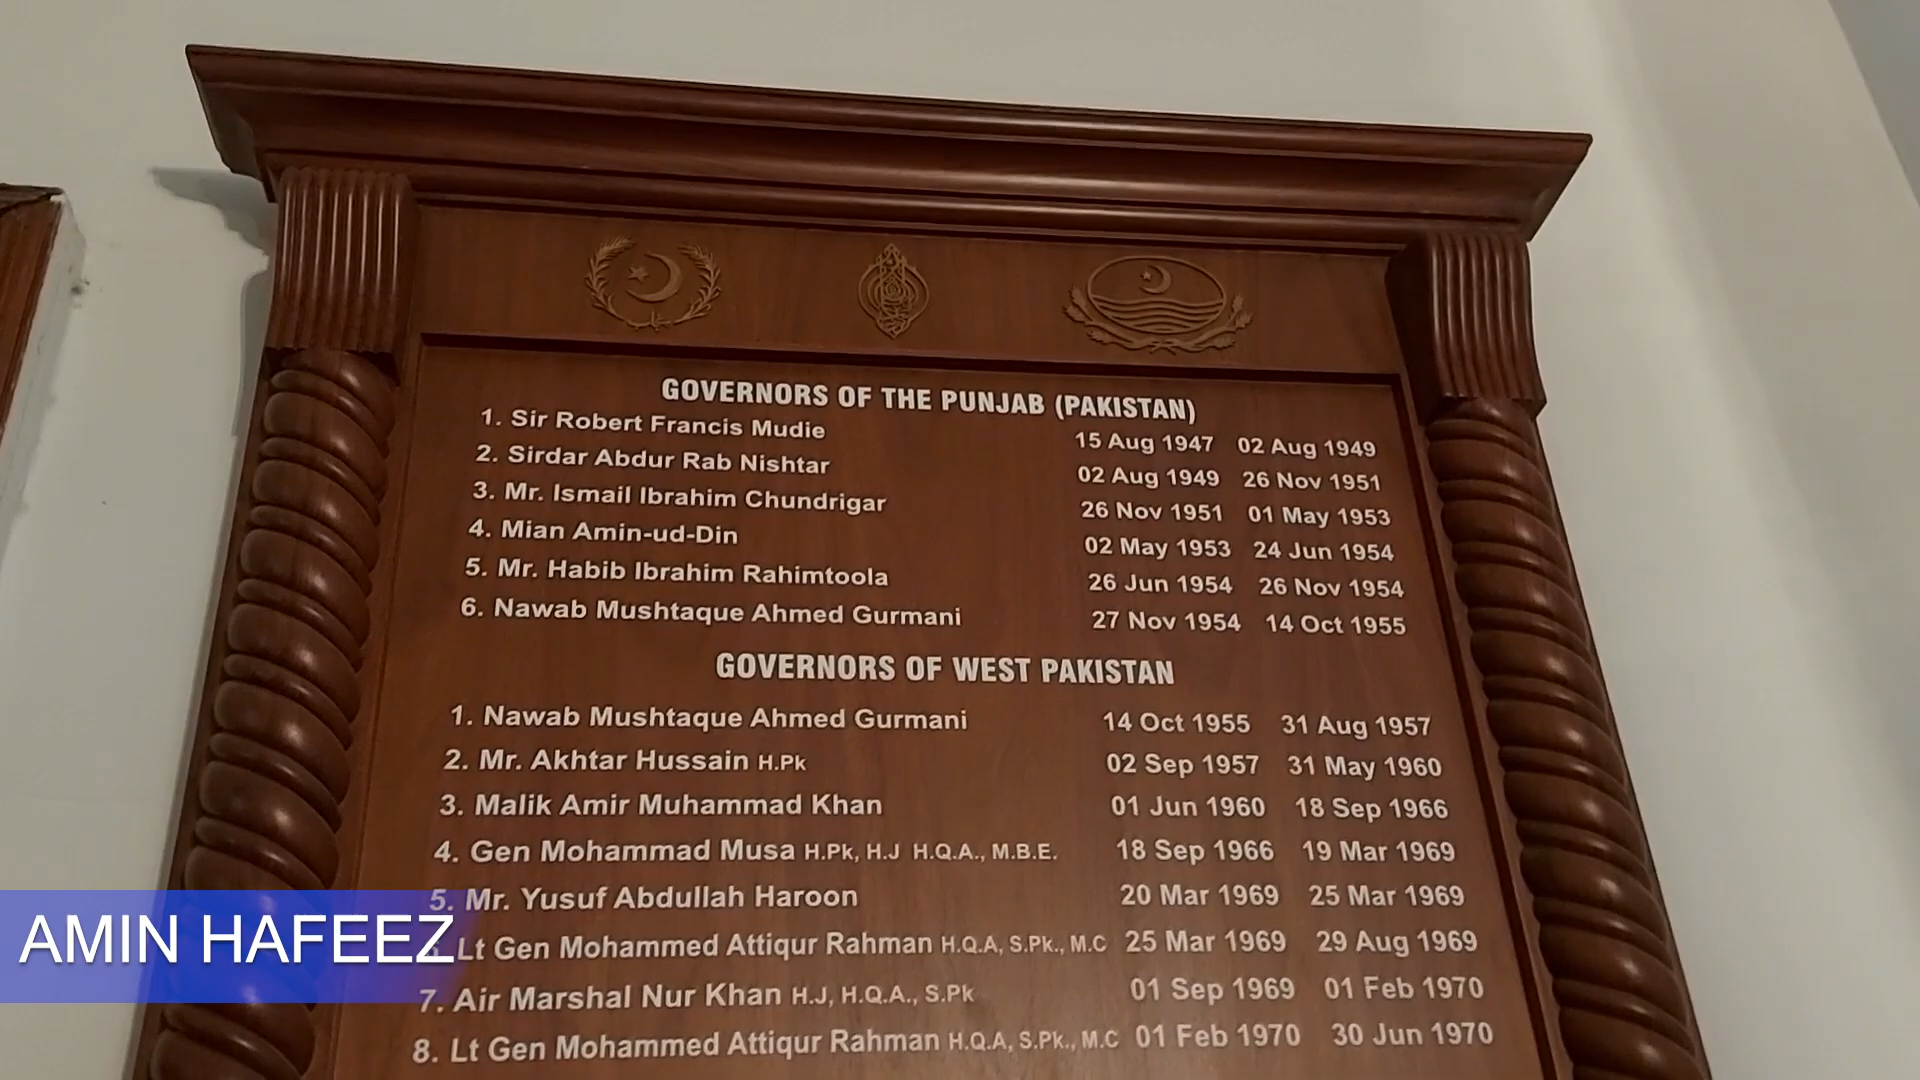 GOVERNORS OF THE PUNJAB (PAKISTAN)
1. Sir Robert Francis Mudie 15 Aug 1947 02 Aug 1949
2. Sirdar Abdur Rab Nishtar 02 Aug 1949 26 Nov 1951
3. Mr. Ismail Ibrahim Chundrigar 26 Nov 1951 01 May 1953
4. Mian Amin-ud-Din 02 May 1953 24 Jun 1954
5. Mr. Habib Ibrahim Rahimtoola 26 Jun 1954 26 Nov 1954
6. Nawab Mushtaque Ahmed Gurmani 27 Nov 1954 14 Oct 1955
GOVERNORS OF WEST PAKISTAN
1. Nawab Mushtaque Ahmed Gurmani 14 Oct 1955 31 Aug 1957
2. Mr. Akhtar Hussain H.Pk 02 Sep 1957 31 May 1960
3. Malik Amir Muhammad Khan 01 Jun 1960 18 Sep 1966
4. Gen Mohammad Musa H.Pk, H.J H.Q.A., M.B.E. 18 Sep 1966 19 Mar 1969
5. Mr. Yusuf Abdullah Haroon 20 Mar 1969 25 Mar 1969
Lt Gen Mohammed Attiqur Rahman H.Q.A, S.Pk., M.C 25 Mar 1969 29 Aug 1969
7. Air Marshal Nur Khan H.J, H.Q.A., S.Pk 01 Sep 1969 01 Feb 1970
8. Lt Gen Mohammed Attiqur Rahman H.Q.A, S.Pk., M.C 01 Feb 1970 30 Jun 1970
AMIN HAFEEZ